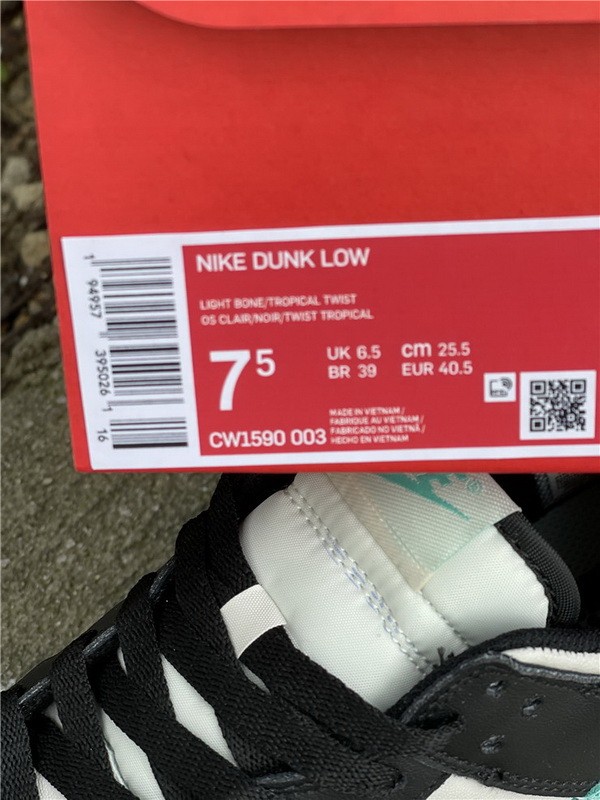 NIKE DUNK LOW
LIGHT BONE/TROPICAL TWIST
OS CLAIR/NOIR/TWIST TROPICAL
7 5
UK 6.5 cm 25.5
BR 39 EUR 40.5
CW1590 003
MADE IN VIETNAM /
FABRIQUE AU VIETNAM /
FABRICADO NO VIETNÃ /
HECHO EN VIETNAM
1 94957 395026 1 16